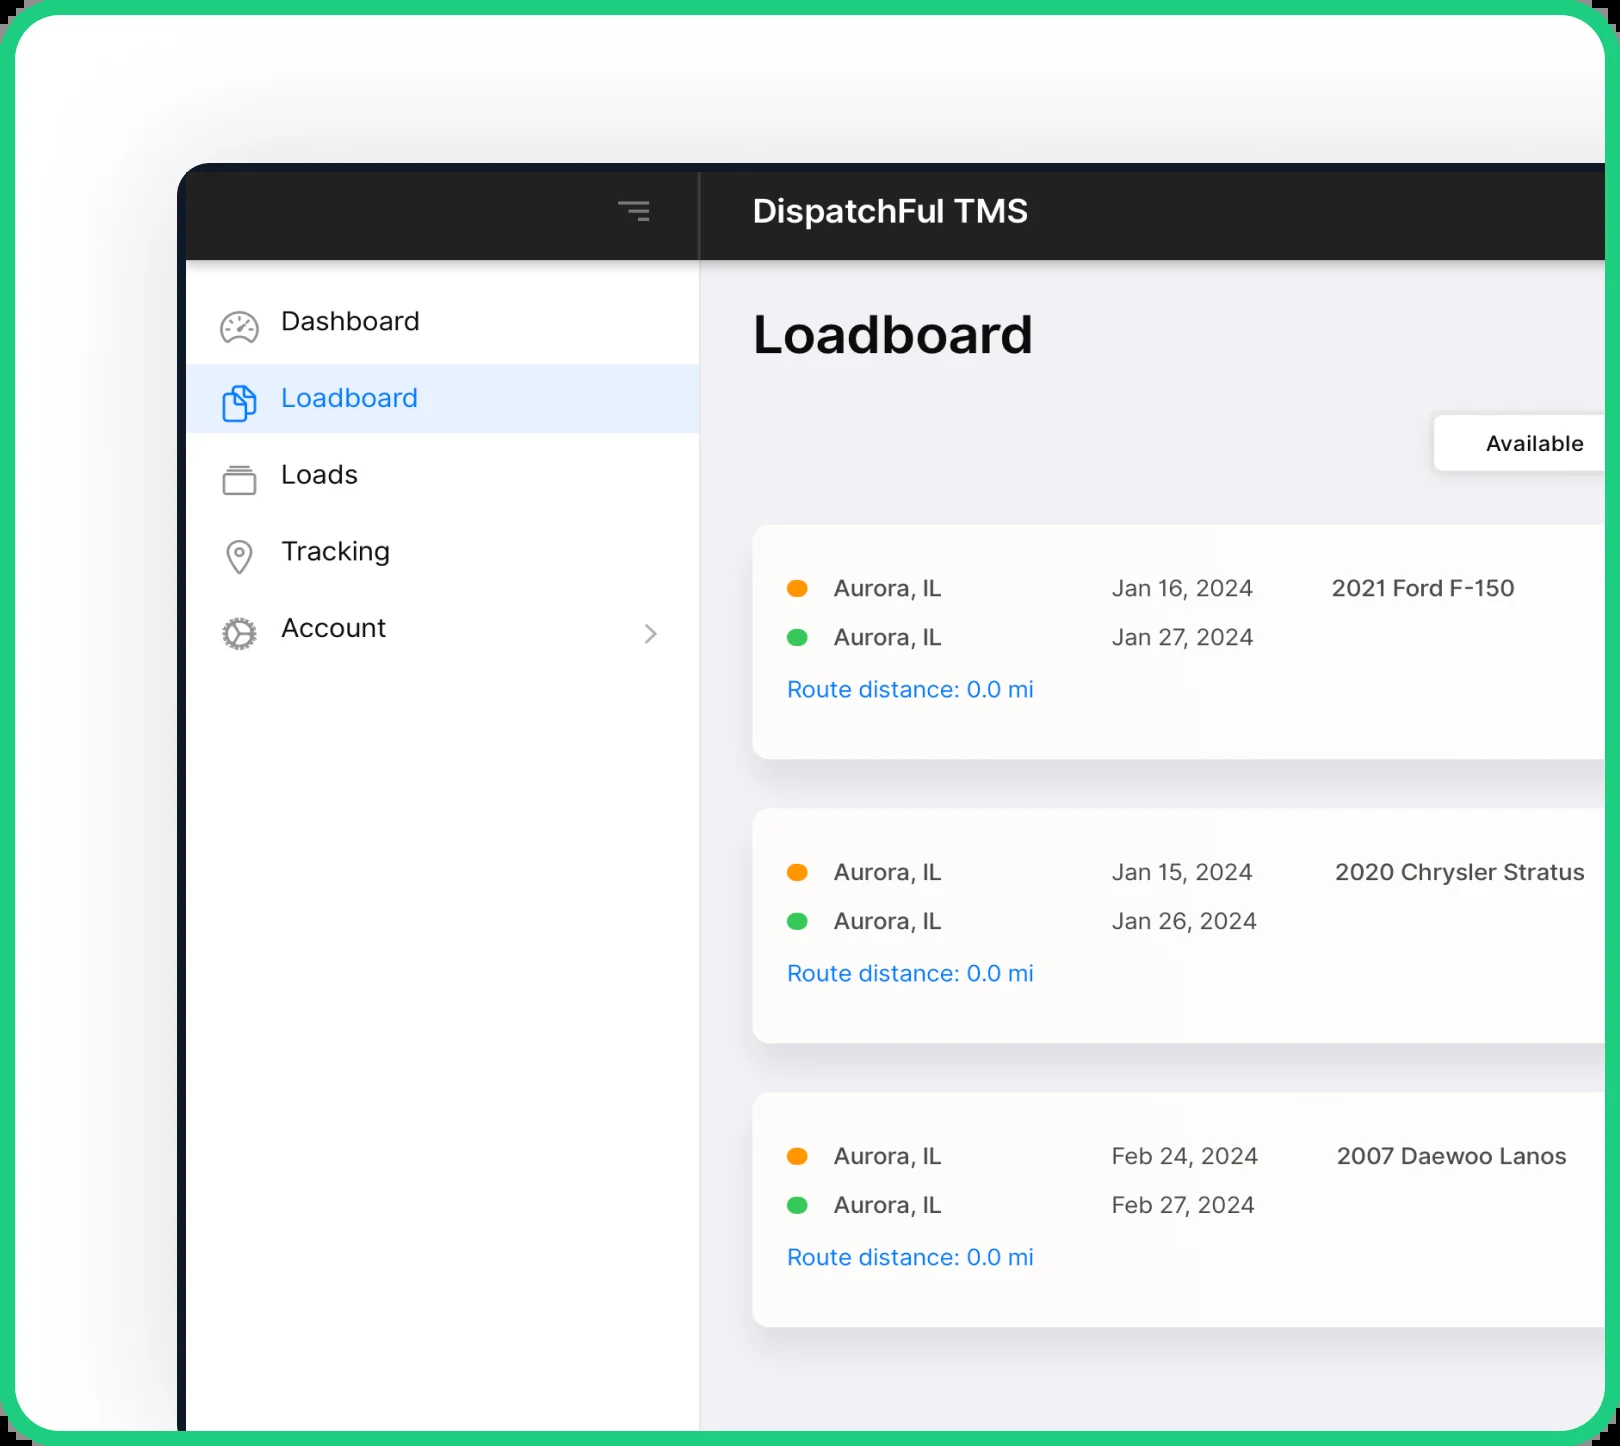 DispatchFul TMS
Dashboard
Loadboard
Loads
Tracking
Account
Loadboard
Available
Aurora, IL Jan 16, 2024 2021 Ford F-150
Aurora, IL Jan 27, 2024
Route distance: 0.0 mi
Aurora, IL Jan 15, 2024 2020 Chrysler Stratus
Aurora, IL Jan 26, 2024
Route distance: 0.0 mi
Aurora, IL Feb 24, 2024 2007 Daewoo Lanos
Aurora, IL Feb 27, 2024
Route distance: 0.0 mi